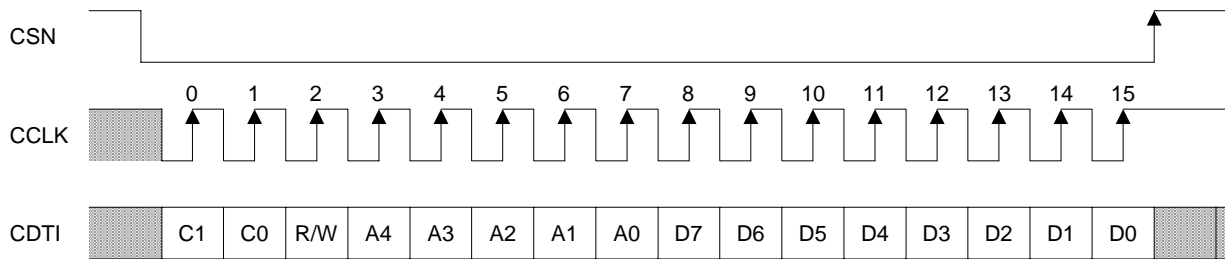 CSN
0 1 2 3 4 5 6 7 8 9 10 11 12 13 14 15
CCLK
CDTI C1 C0 R/W A4 A3 A2 A1 A0 D7 D6 D5 D4 D3 D2 D1 D0